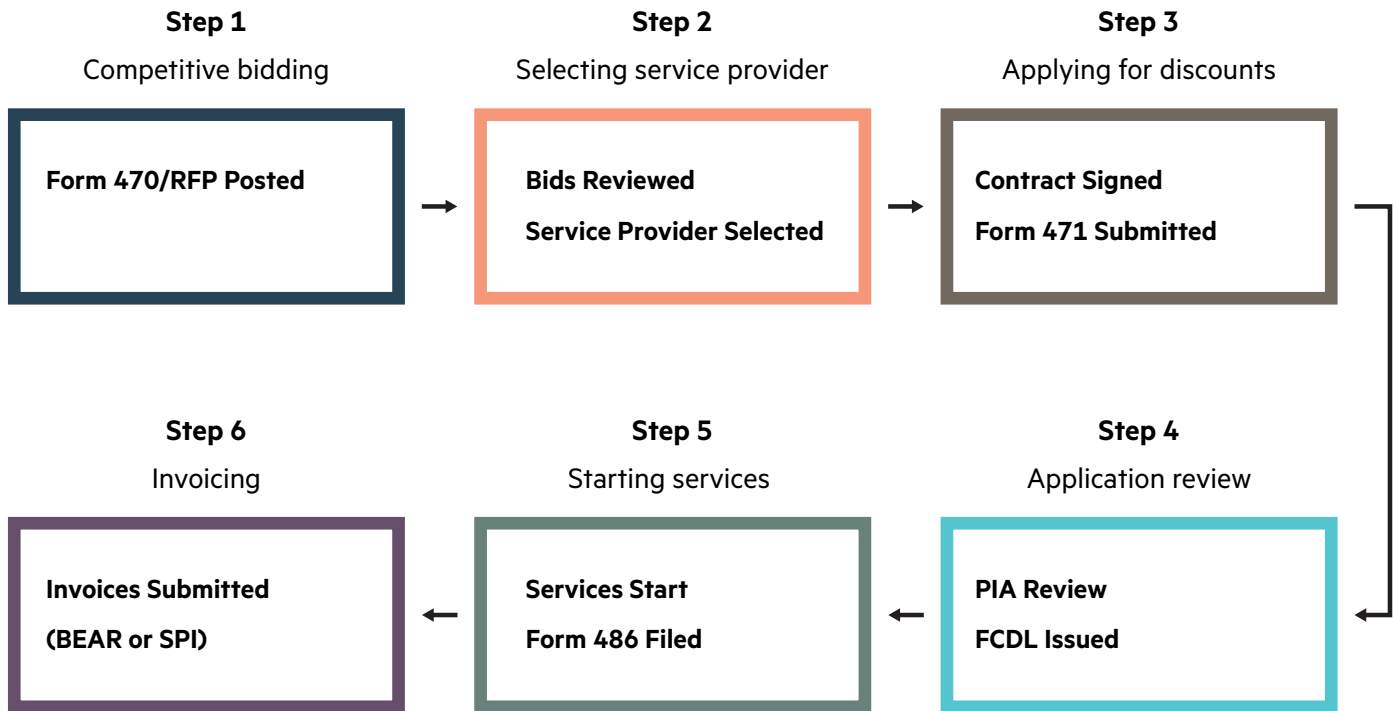 Step 1
Competitive bidding
Form 470/RFP Posted
Step 2
Selecting service provider
Bids Reviewed
Service Provider Selected
Step 3
Applying for discounts
Contract Signed
Form 471 Submitted
Step 4
Application review
PIA Review
FCDL Issued
Step 5
Starting services
Services Start
Form 486 Filed
Step 6
Invoicing
Invoices Submitted
(BEAR or SPI)